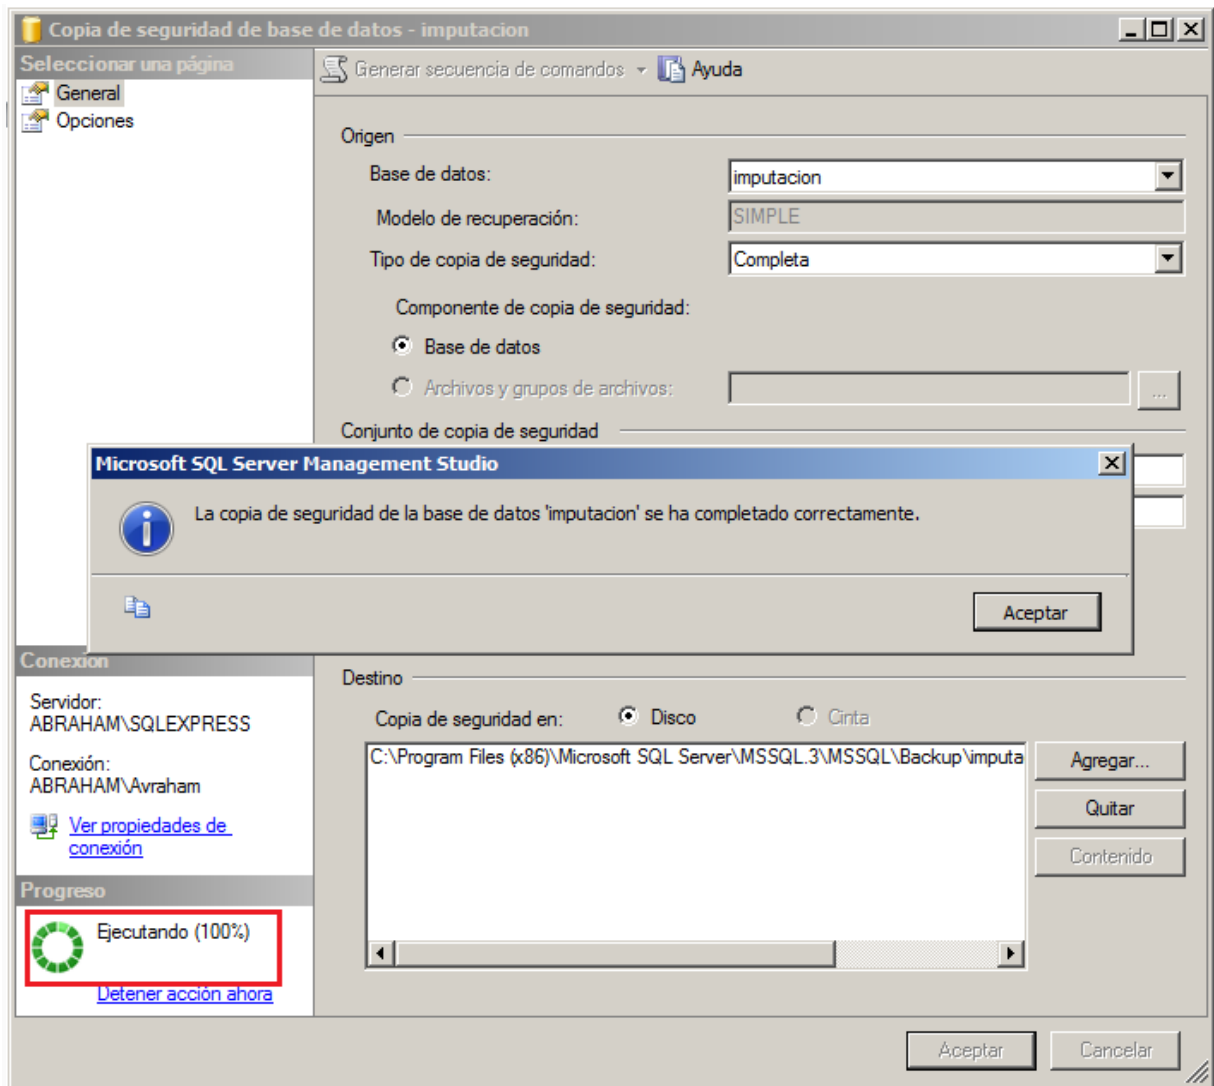 Copia de seguridad de base de datos - imputacion
Seleccionar una página
General
Opciones
Generar secuencia de comandos
Ayuda
Origen
Base de datos:
imputacion
Modelo de recuperación:
SIMPLE
Tipo de copia de seguridad:
Completa
Componente de copia de seguridad:
Base de datos
Archivos y grupos de archivos:
...
Conjunto de copia de seguridad
Microsoft SQL Server Management Studio
La copia de seguridad de la base de datos 'imputacion' se ha completado correctamente.
Aceptar
Conexión
Servidor:
ABRAHAM\SQLEXPRESS
Conexión:
ABRAHAM\Avraham
Ver propiedades de
conexión
Progreso
Ejecutando (100%)
Detener acción ahora
Destino
Copia de seguridad en:
Disco
Cinta
C:\Program Files (x86)\Microsoft SQL Server\MSSQL.3\MSSQL\Backup\imputa
Agregar...
Quitar
Contenido
Aceptar
Cancelar